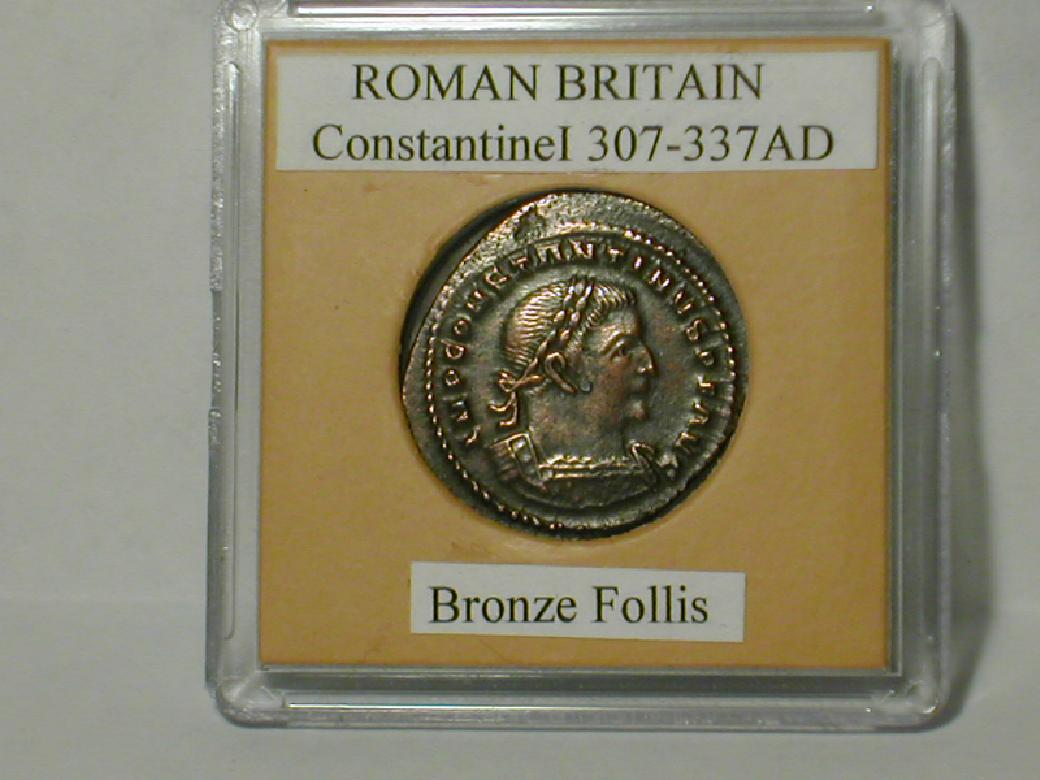 ROMAN BRITAIN
ConstantineI 307-337AD
IMP CONSTANTINVS P F AVG
Bronze Follis